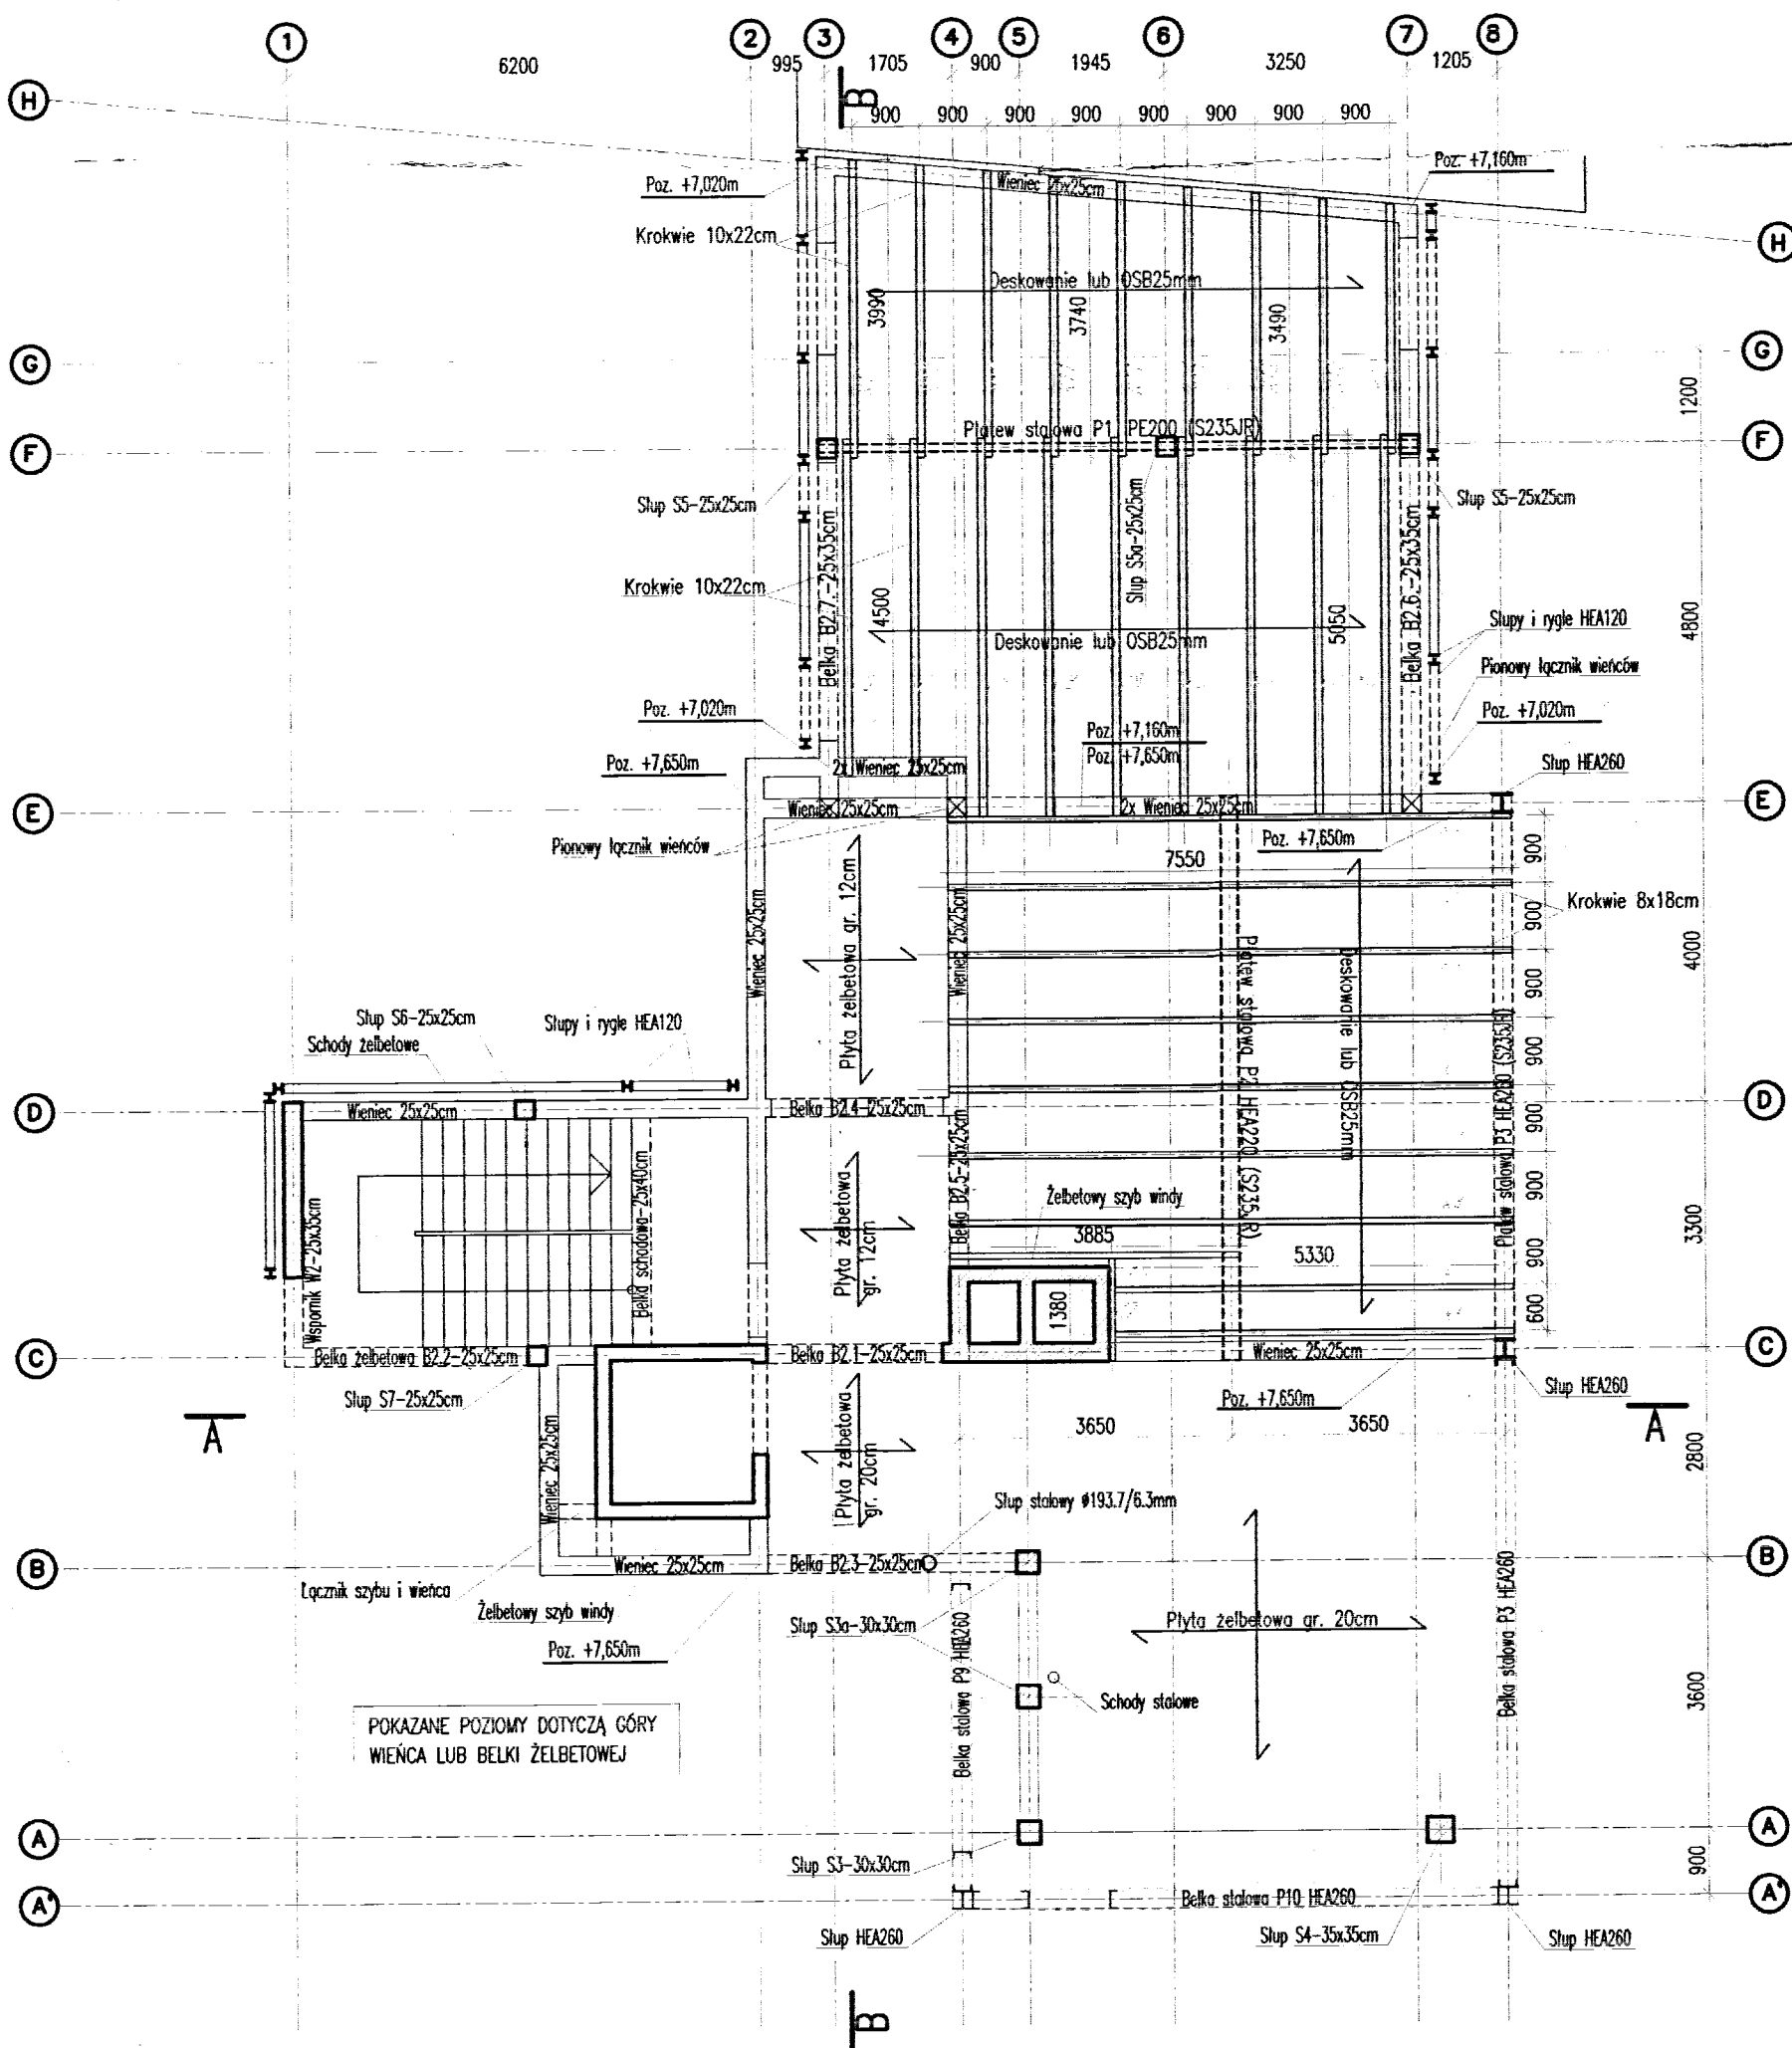 1
2
3
4
5
6
7
8
6200
995
1705
900
1945
3250
1205
H
B
900 900 900 900 900 900 900 900
Poz. +7,160m
Poz. +7,020m
Wieniec 25x25cm
Krokwie 10x22cm
H
Deskowanie lub OSB25mm
3990
3740
3490
G
G
1200
Płatew stalowa P1 IPE200 (S235JR)
F
F
Słup S5-25x25cm
Słup S5a-25x25cm
Słup S5-25x25cm
Belka B2.7.-25x35cm
Belka B2.6.-25x35cm
Krokwie 10x22cm
4500
5050
4800
Deskowanie lub OSB25mm
Słupy i rygle HEA120
Pionowy łącznik wieńców
Poz. +7,020m
Poz. +7,020m
Poz. +7,160m
Poz. +7,650m
Poz. +7,650m
2x Wieniec 25x25cm
Słup HEA260
E
Wieniec 25x25cm
2x Wieniec 25x25cm
E
Pionowy łącznik wieńców
Poz. +7,650m
7550
900
Krokwie 8x18cm
900
Wieniec 25x25cm
Płyta żelbetowa gr. 12cm
Wieniec 25x25cm
Płatew stalowa P2 HEA220 (S235JR)
Deskowanie lub OSB25mm
Płatew stalowa P3 HEA260 (S235JR)
4000
900
900
900
900
900
600
Słup S6-25x25cm
Schody żelbetowe
Słupy i rygle HEA120
D
Wieniec 25x25cm
Belka B2.4-25x25cm
D
Belka B2.5-25x25cm
Żelbetowy szyb windy
3885
5330
3300
Wspornik W2-25x35cm
Belka schodowa-25x40cm
Płyta żelbetowa
gr. 12cm
1380
C
Belka żelbetowa B2.2-25x25cm
Belka B2.1-25x25cm
Wieniec 25x25cm
C
Słup S7-25x25cm
Poz. +7,650m
Słup HEA260
A
3650
3650
A
2800
Wieniec 25x25cm
Płyta żelbetowa
gr. 20cm
Słup stalowy ø193.7/6.3mm
B
Wieniec 25x25cm
Belka B2.3-25x25cm
B
Łącznik szybu i wieńca
Żelbetowy szyb windy
Poz. +7,650m
Słup S3a-30x30cm
Płyta żelbetowa gr. 20cm
Belka stalowa P9 HEA260
Belka stalowa P3 HEA260
Schody stalowe
3600
POKAZANE POZIOMY DOTYCZĄ GÓRY
WIEŃCA LUB BELKI ŻELBETOWEJ
A
A
Słup S3-30x30cm
900
A'
Belka stalowa P10 HEA260
A'
Słup HEA260
Słup S4-35x35cm
Słup HEA260
B